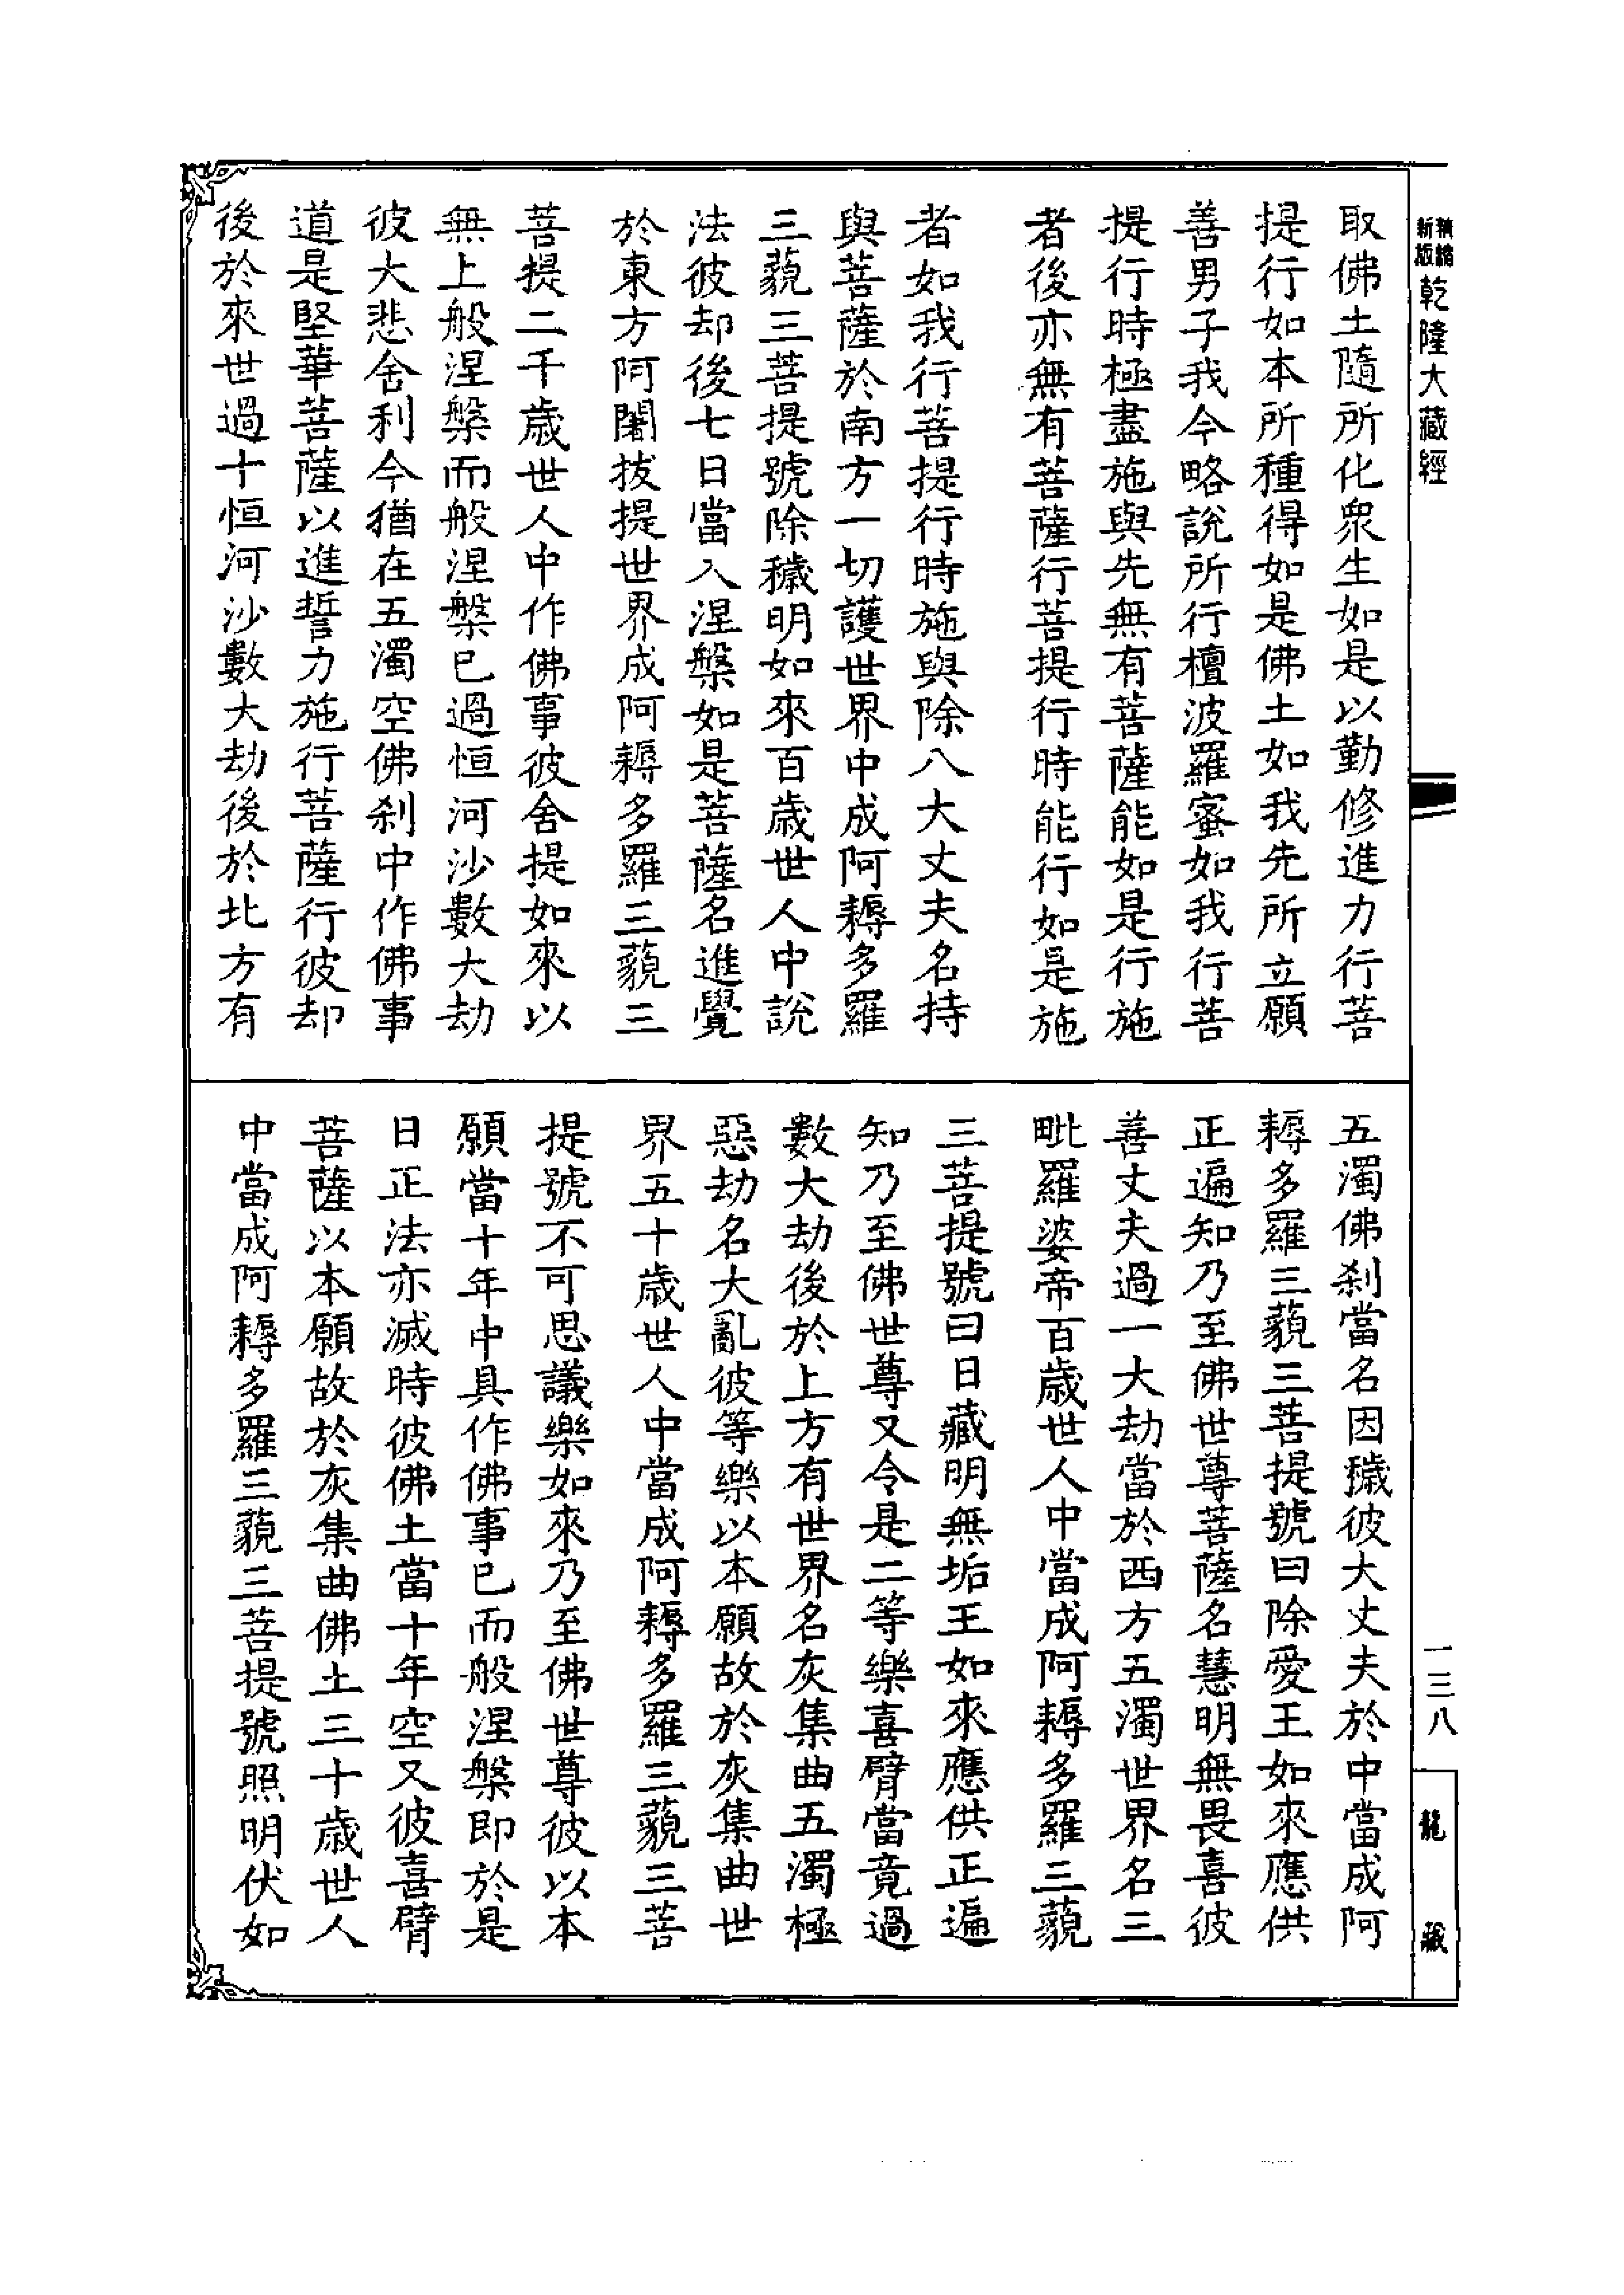 精縮新版
乾隆大藏經
取佛土隨所化眾生如是以勤修進力行菩
提行如本所種得如是佛土如我先所立願
善男子我今略說所行檀波羅蜜如我行菩
提行時極盡施與先無有菩薩能如是行施
者後亦無有菩薩行菩提行時能行如是施
者如我行菩提行時施與除八大丈夫名持
與菩薩於南方一切護世界中成阿耨多羅
三藐三菩提號除穢明如來百歲世人中說
法彼却後七日當入涅槃如是菩薩名進覺
於東方阿闍拔提世界成阿耨多羅三藐三
菩提二千歲世人中作佛事彼舍提如來以
無上般涅槃而般涅槃已過恒河沙數大劫
彼大悲舍利今猶在五濁空佛剎中作佛事
道是堅華菩薩以進誓力施行菩薩行彼却
後於來世過十恒河沙數大劫後於北方有
五濁佛剎當名因穢彼大丈夫於中當成阿
耨多羅三藐三菩提號曰除愛王如來應供
正遍知乃至佛世尊菩薩名慧明無畏喜彼
善丈夫過一大劫當於西方五濁世界名三
毗羅婆帝百歲世人中當成阿耨多羅三藐
三菩提號曰日藏明無垢王如來應供正遍
知乃至佛世尊又令是二等樂喜臂當竟過
數大劫後於上方有世界名灰集曲五濁極
惡劫名大亂彼等樂以本願故於灰集曲世
界五十歲世人中當成阿耨多羅三藐三菩
提號不可思議樂如來乃至佛世尊彼以本
願當十年中具作佛事已而般涅槃即於是
日正法亦滅時彼佛土當十年空又彼喜臂
菩薩以本願故於灰集曲佛土三十歲世人
中當成阿耨多羅三藐三菩提號照明伏如
一三八
龍藏